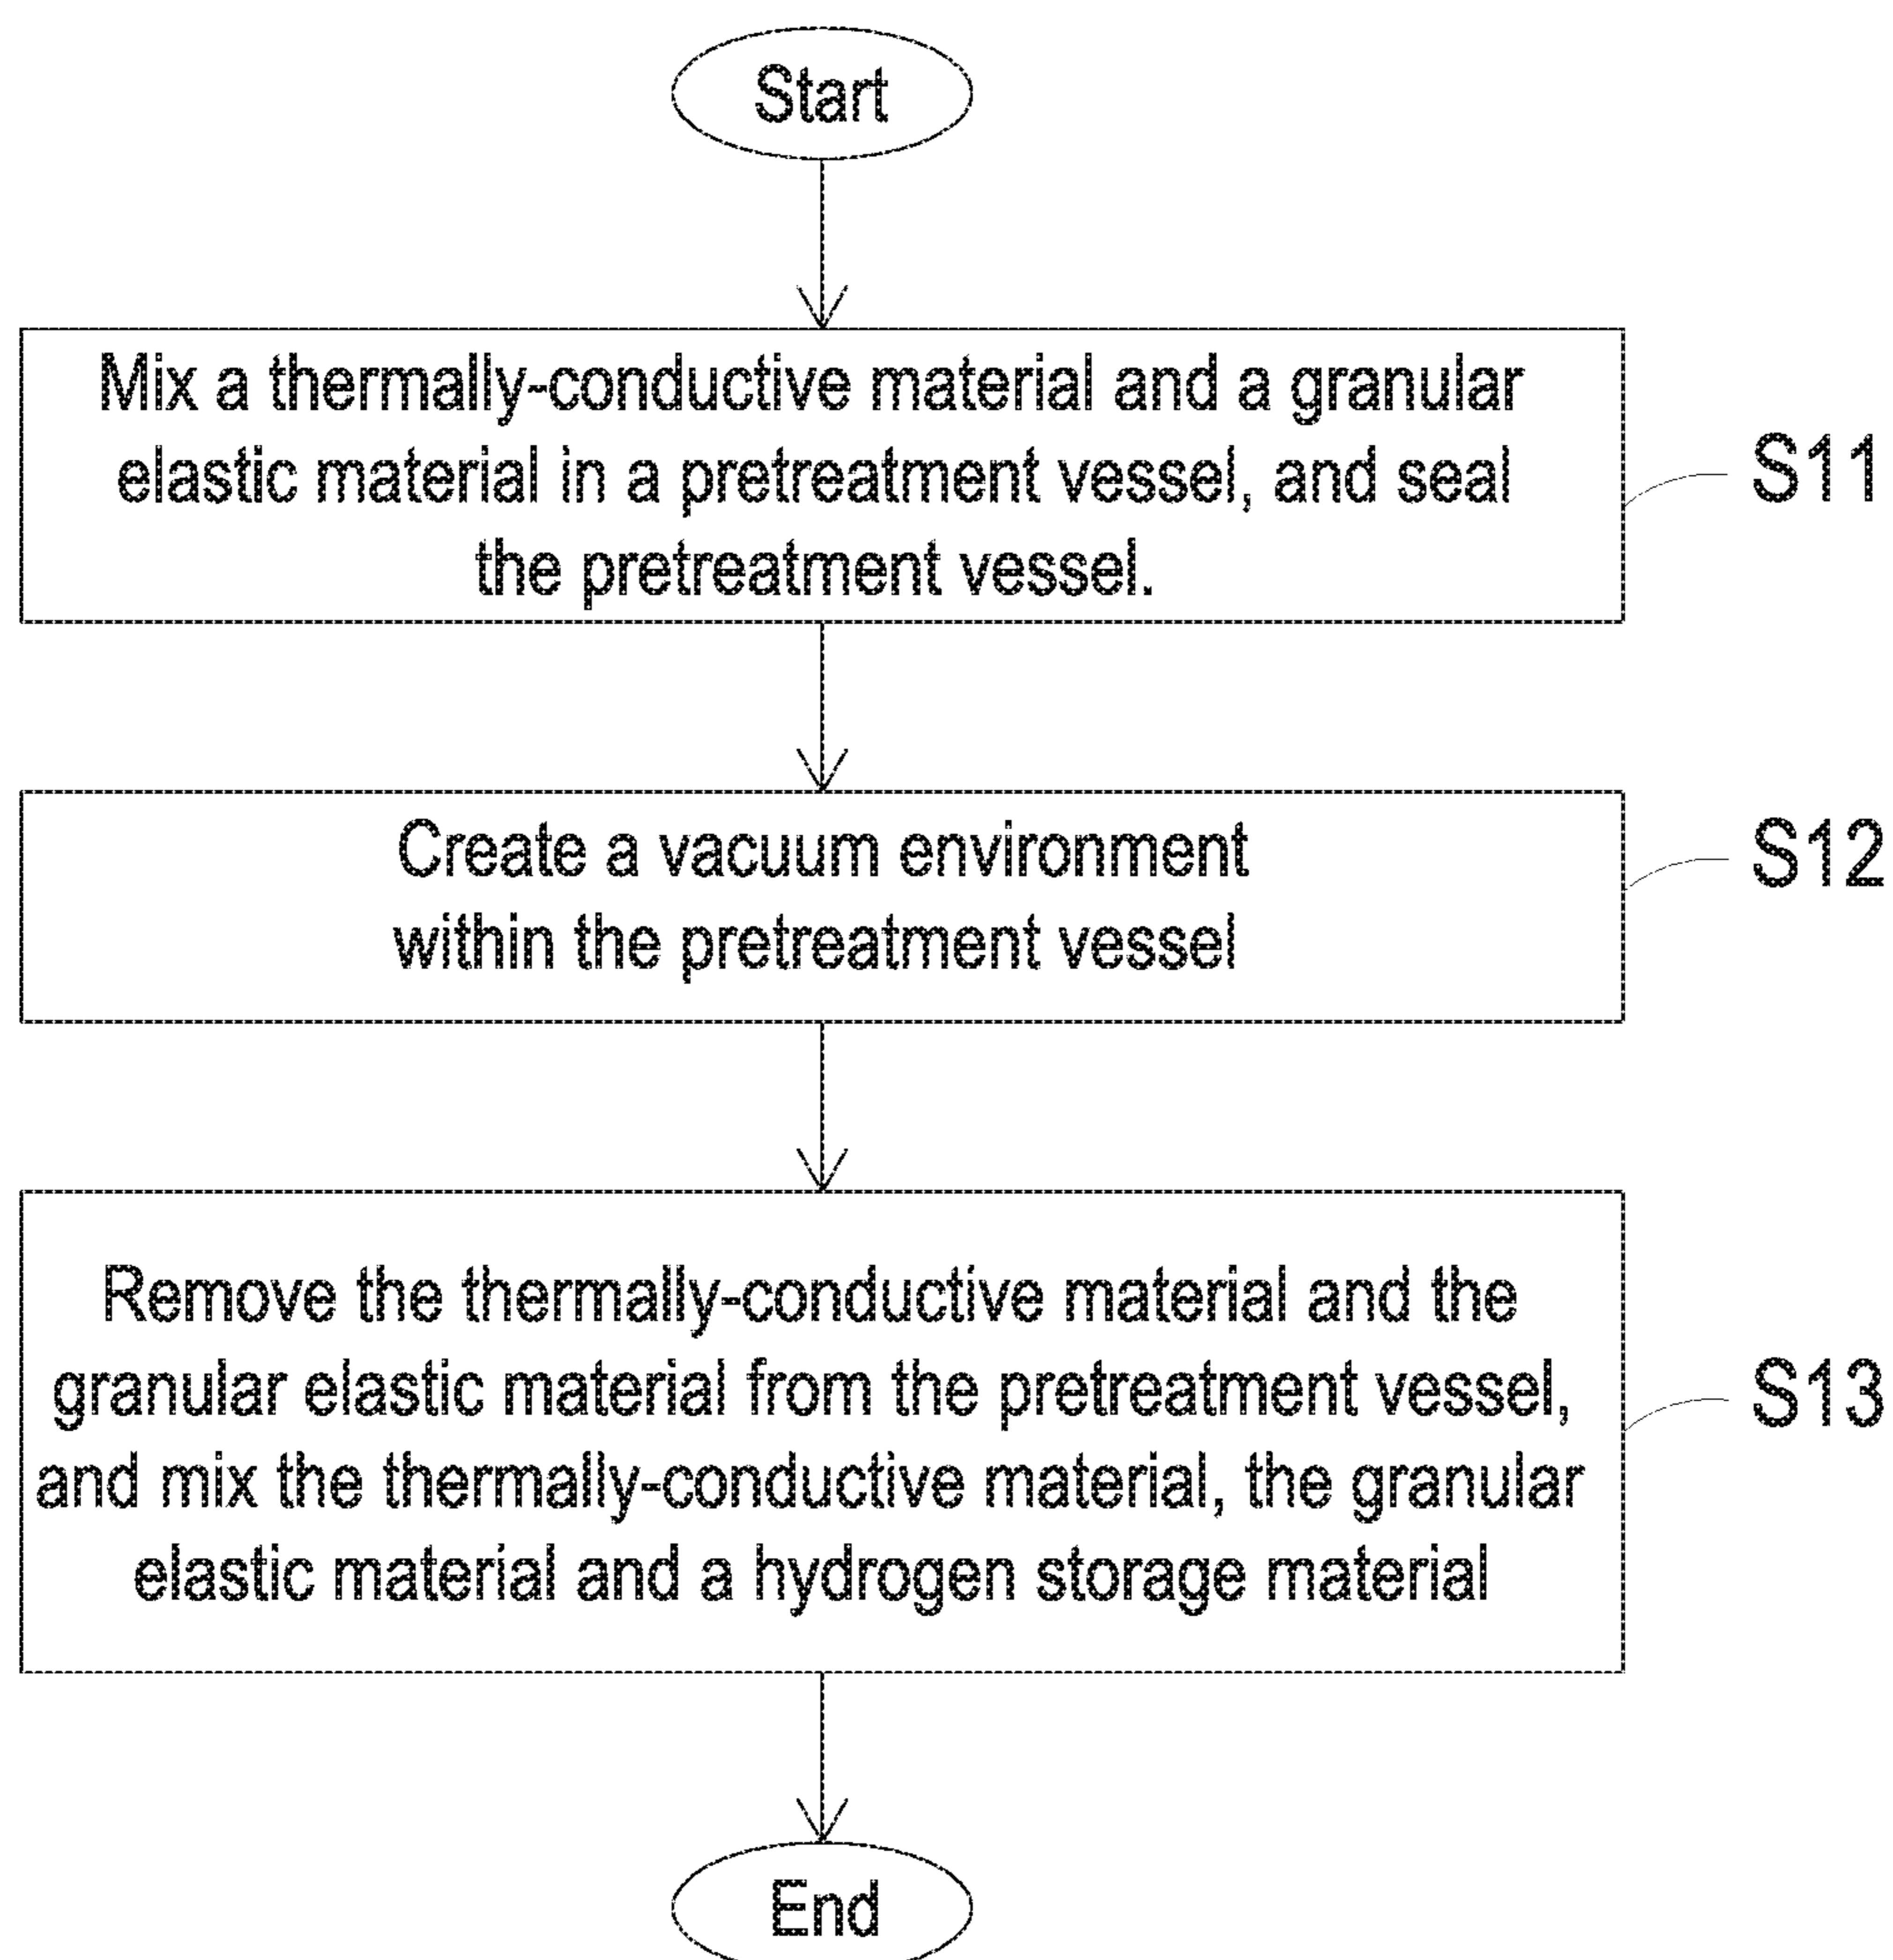 Start
Mix a thermally-conductive material and a granular
elastic material in a pretreatment vessel, and seal
the pretreatment vessel.
S11
Create a vacuum environment
within the pretreatment vessel
S12
Remove the thermally-conductive material and the
granular elastic material from the pretreatment vessel,
and mix the thermally-conductive material, the granular
elastic material and a hydrogen storage material
S13
End